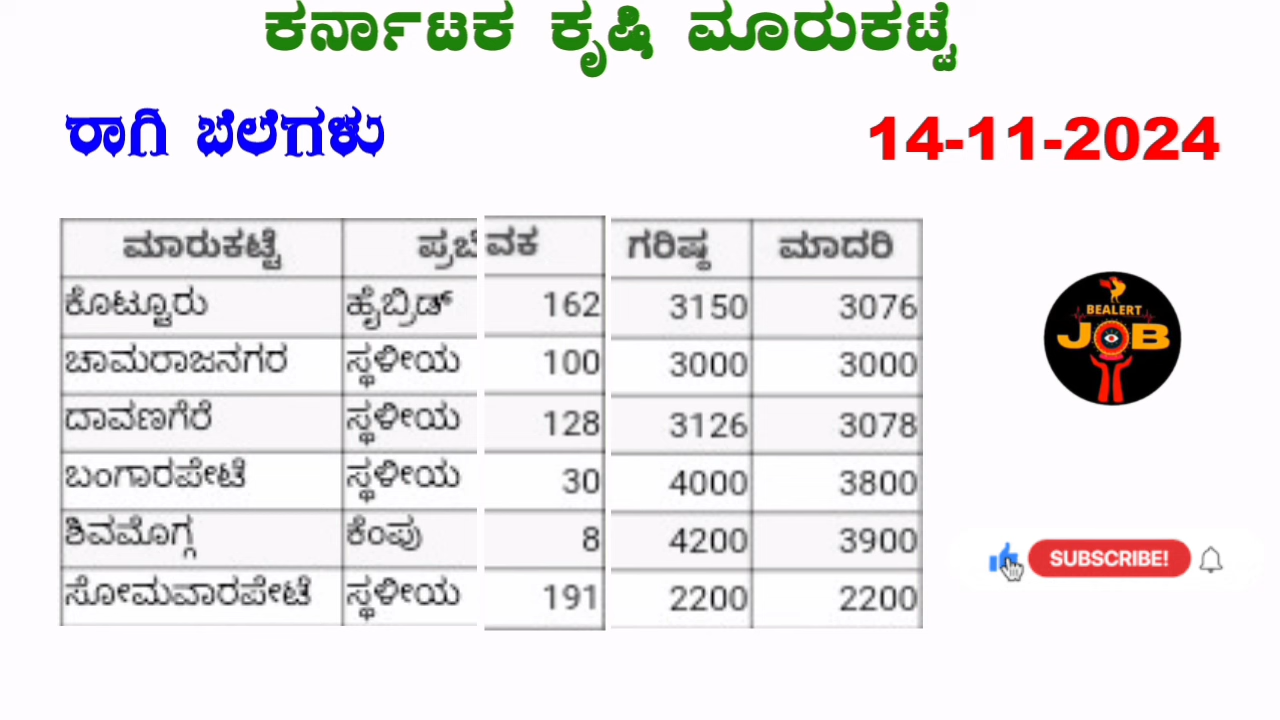 ಕರ್ನಾಟಕ ಕೃಷಿ ಮಾರುಕಟ್ಟೆ
ರಾಗಿ ಬೆಲೆಗಳು 14-11-2024
ಮಾರುಕಟ್ಟೆ ಪ್ರಬೆ ವಕ ಗರಿಷ್ಠ ಮಾದರಿ
ಕೊಟ್ಟೂರು ಹೈಬ್ರಿಡ್ 162 3150 3076
ಚಾಮರಾಜನಗರ ಸ್ಥಳೀಯ 100 3000 3000
ದಾವಣಗೆರೆ ಸ್ಥಳೀಯ 128 3126 3078
ಬಂಗಾರಪೇಟೆ ಸ್ಥಳೀಯ 30 4000 3800
ಶಿವಮೊಗ್ಗ ಕೆಂಪು 8 4200 3900
ಸೋಮವಾರಪೇಟೆ ಸ್ಥಳೀಯ 191 2200 2200
BEALERT
JOB
SUBSCRIBE!